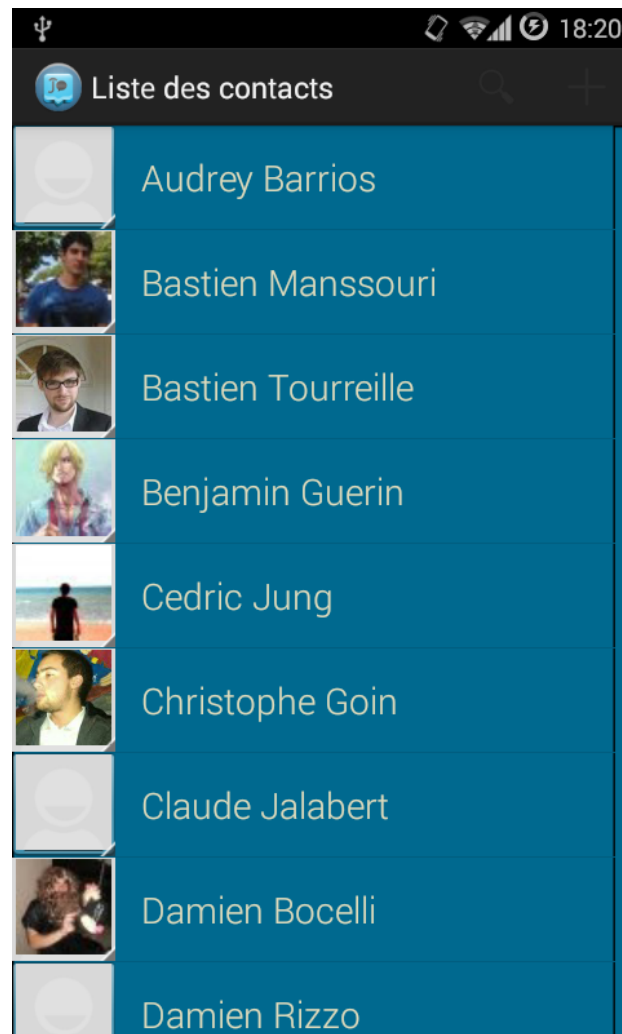 18:20
Liste des contacts
Audrey Barrios
Bastien Manssouri
Bastien Tourreille
Benjamin Guerin
Cedric Jung
Christophe Goin
Claude Jalabert
Damien Bocelli
Damien Rizzo